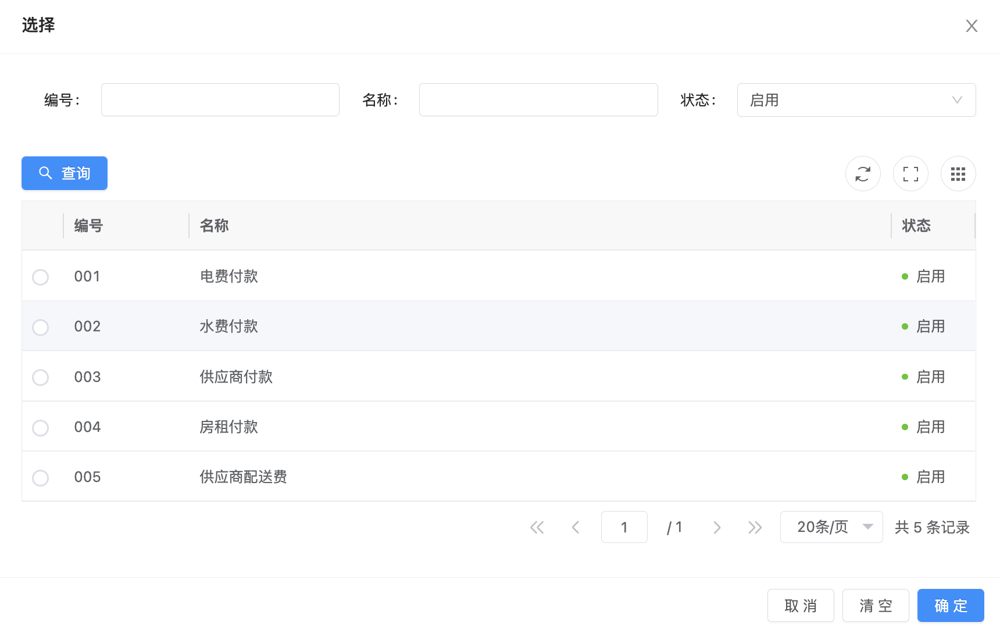 选择
编号： 名称： 状态： 启用
查询
编号 名称 状态
001 电费付款 启用
002 水费付款 启用
003 供应商付款 启用
004 房租付款 启用
005 供应商配送费 启用
1 / 1 20条/页 共 5 条记录
取 消 清 空 确 定